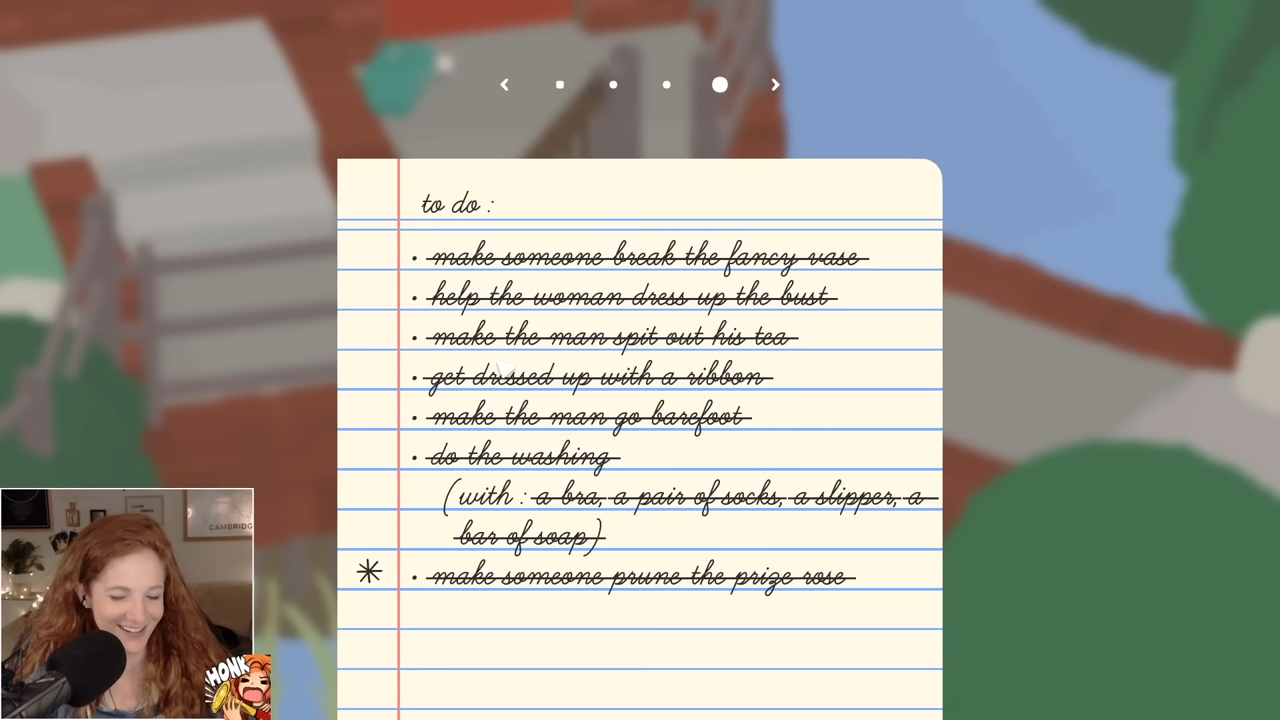 to do :
• make someone break the fancy vase
• help the woman dress up the bust
• make the man spit out his tea
• get dressed up with a ribbon
• make the man go barefoot
• do the washing
(with : a bra, a pair of socks, a slipper, a
bar of soap)
* • make someone prune the prize rose
CAMBRIDG
HONK